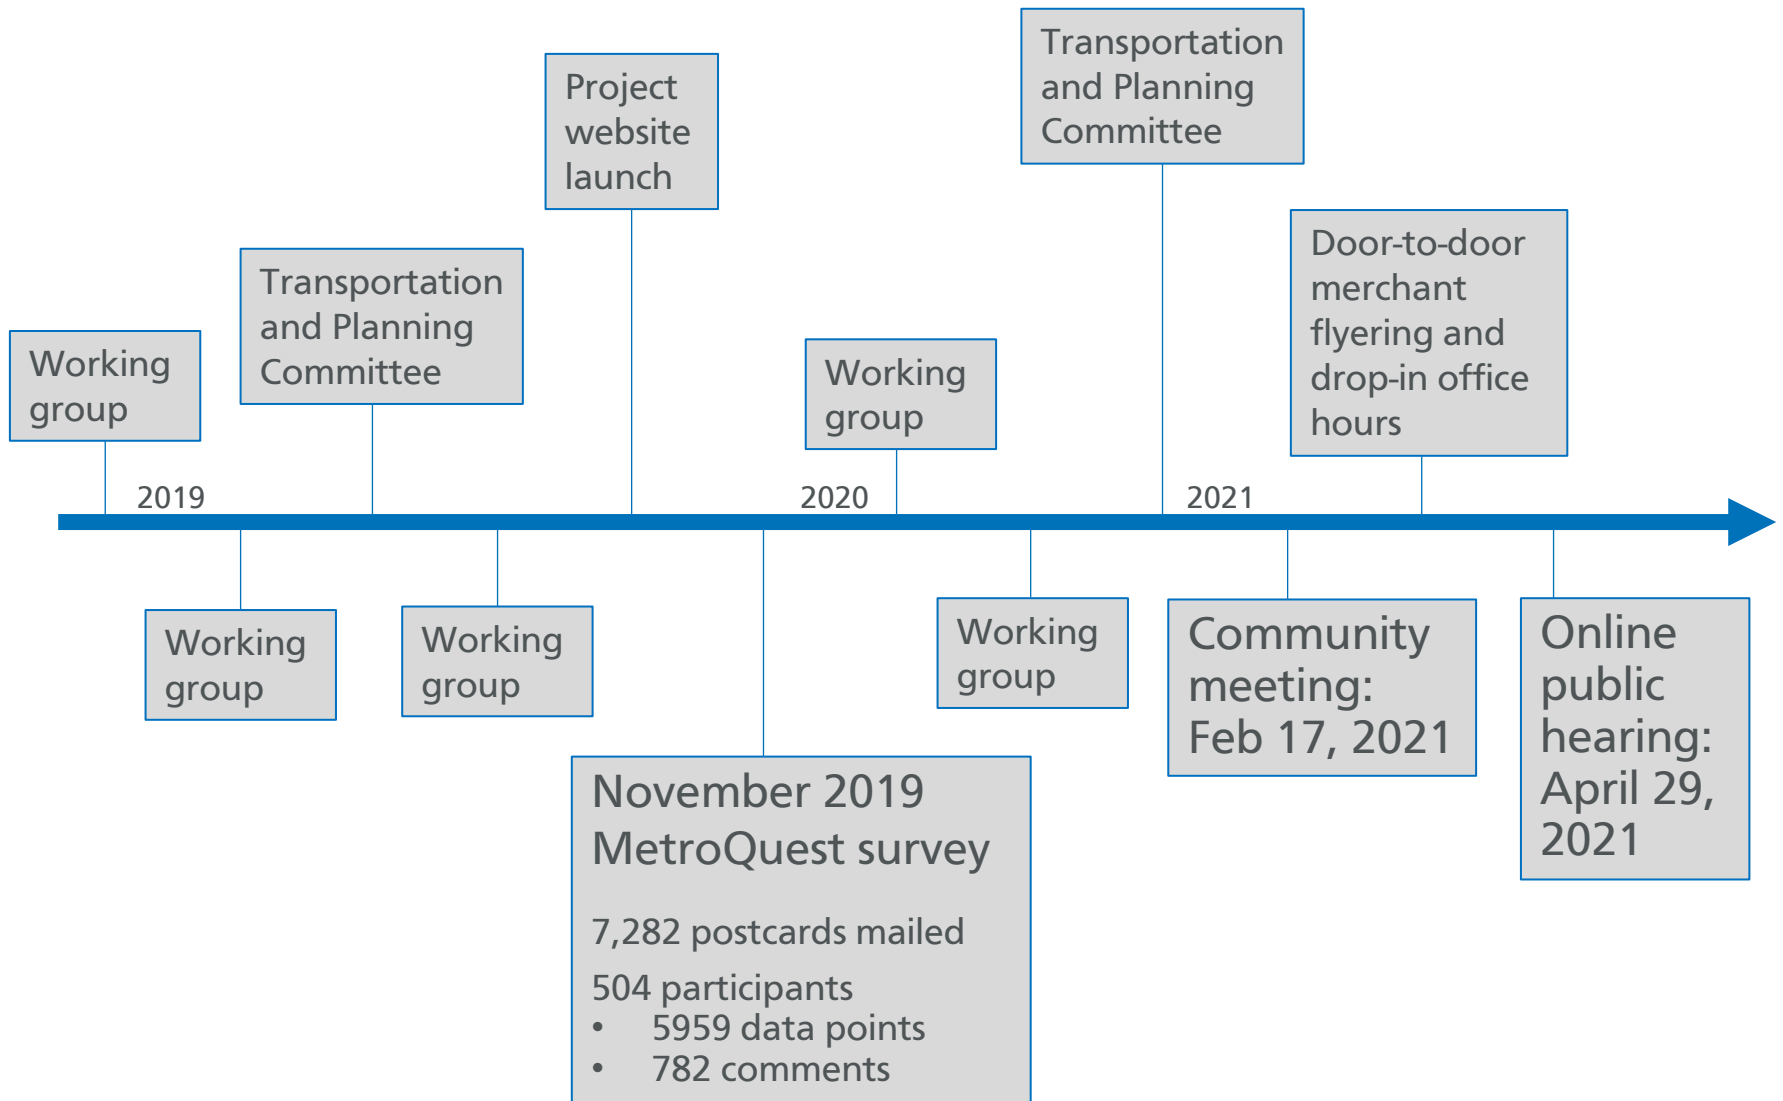 Transportation
and Planning
Committee
Project
website
launch
Door-to-door
merchant
flyering and
drop-in office
hours
Transportation
and Planning
Committee
Working
group
Working
group
2019
2020
2021
Working
group
Working
group
Working
group
Community
meeting:
Feb 17, 2021
Online
public
hearing:
April 29,
2021
November 2019
MetroQuest survey
7,282 postcards mailed
504 participants
• 5959 data points
• 782 comments